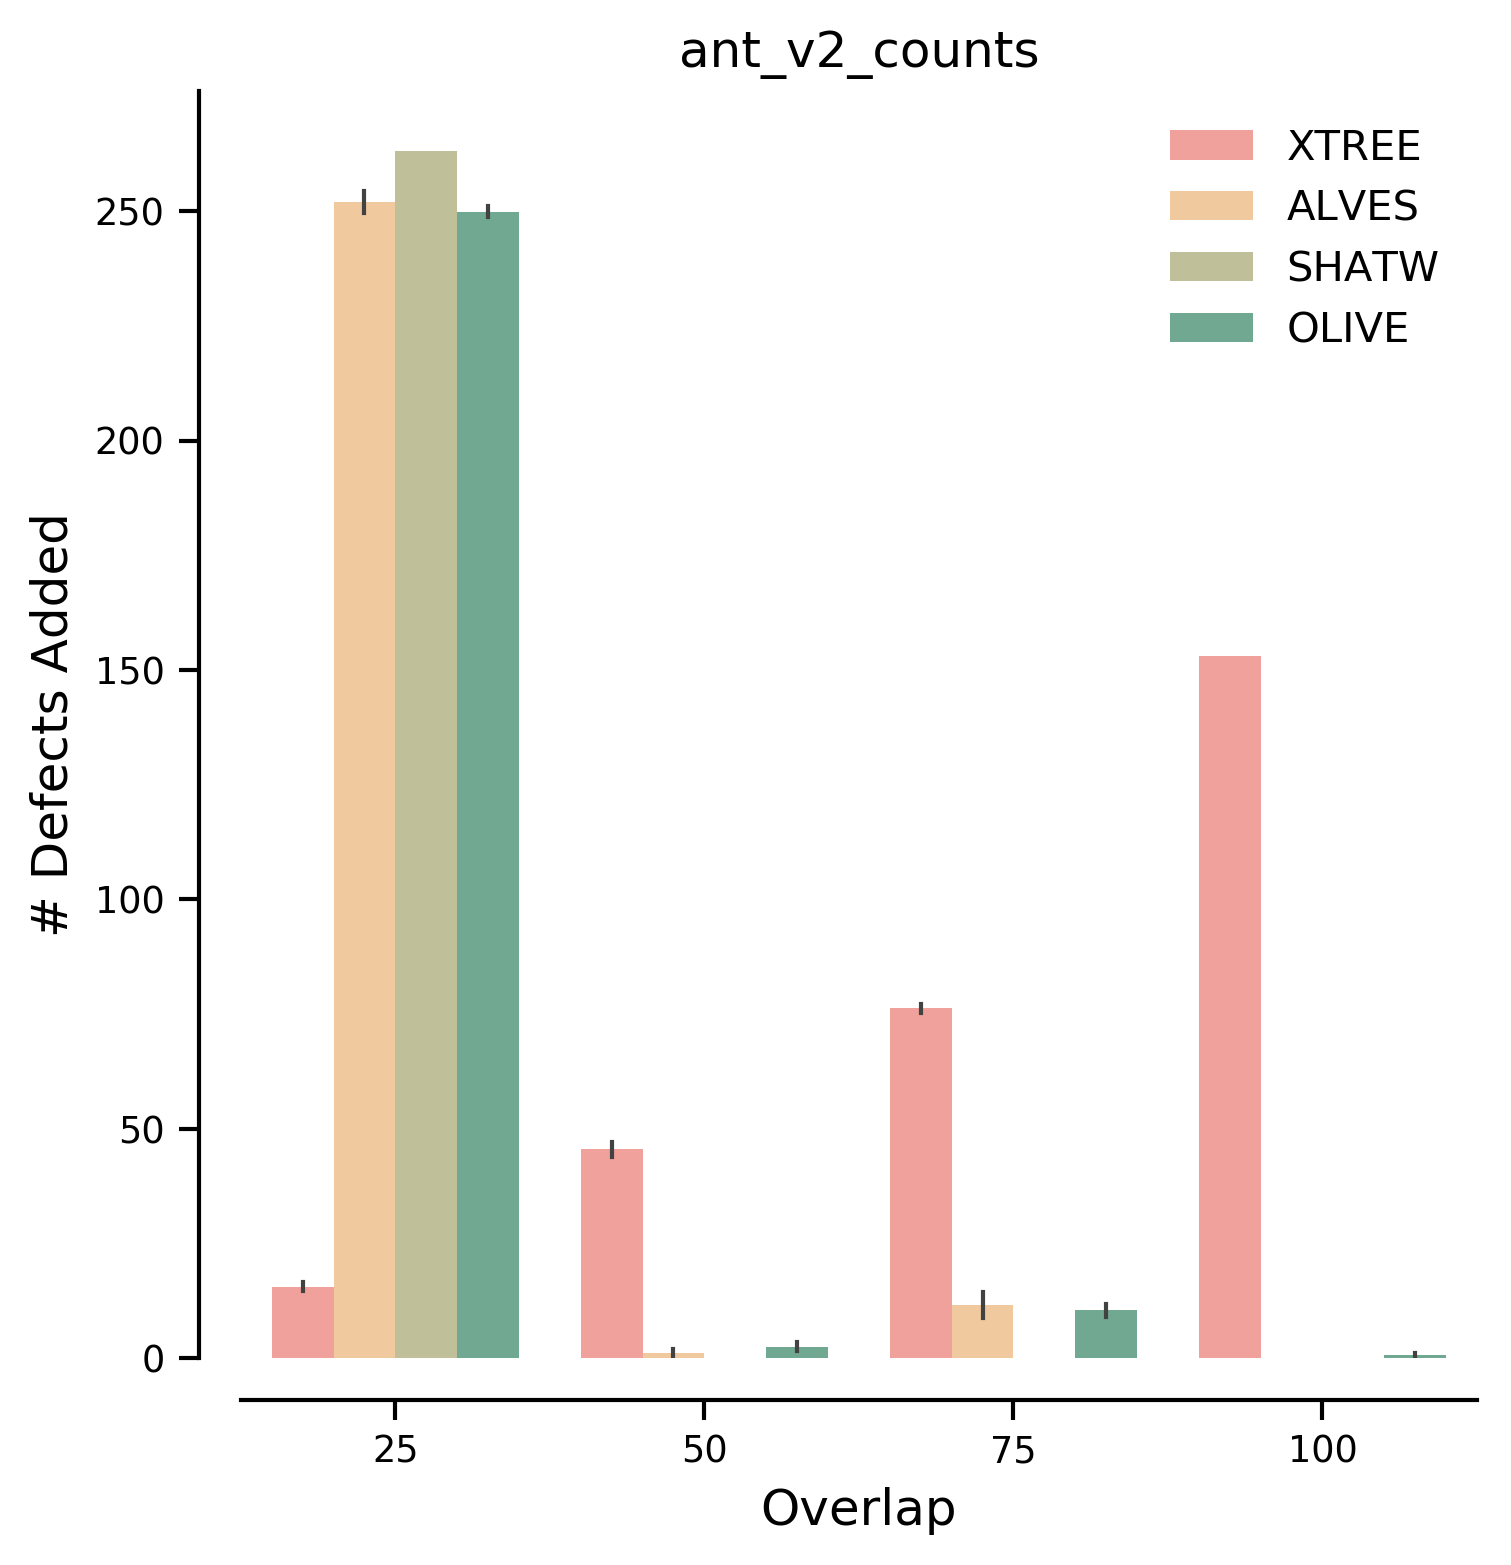 ant_v2_counts
XTREE
ALVES
SHATW
OLIVE
# Defects Added
250
200
150
100
50
0
25 50 75 100
Overlap